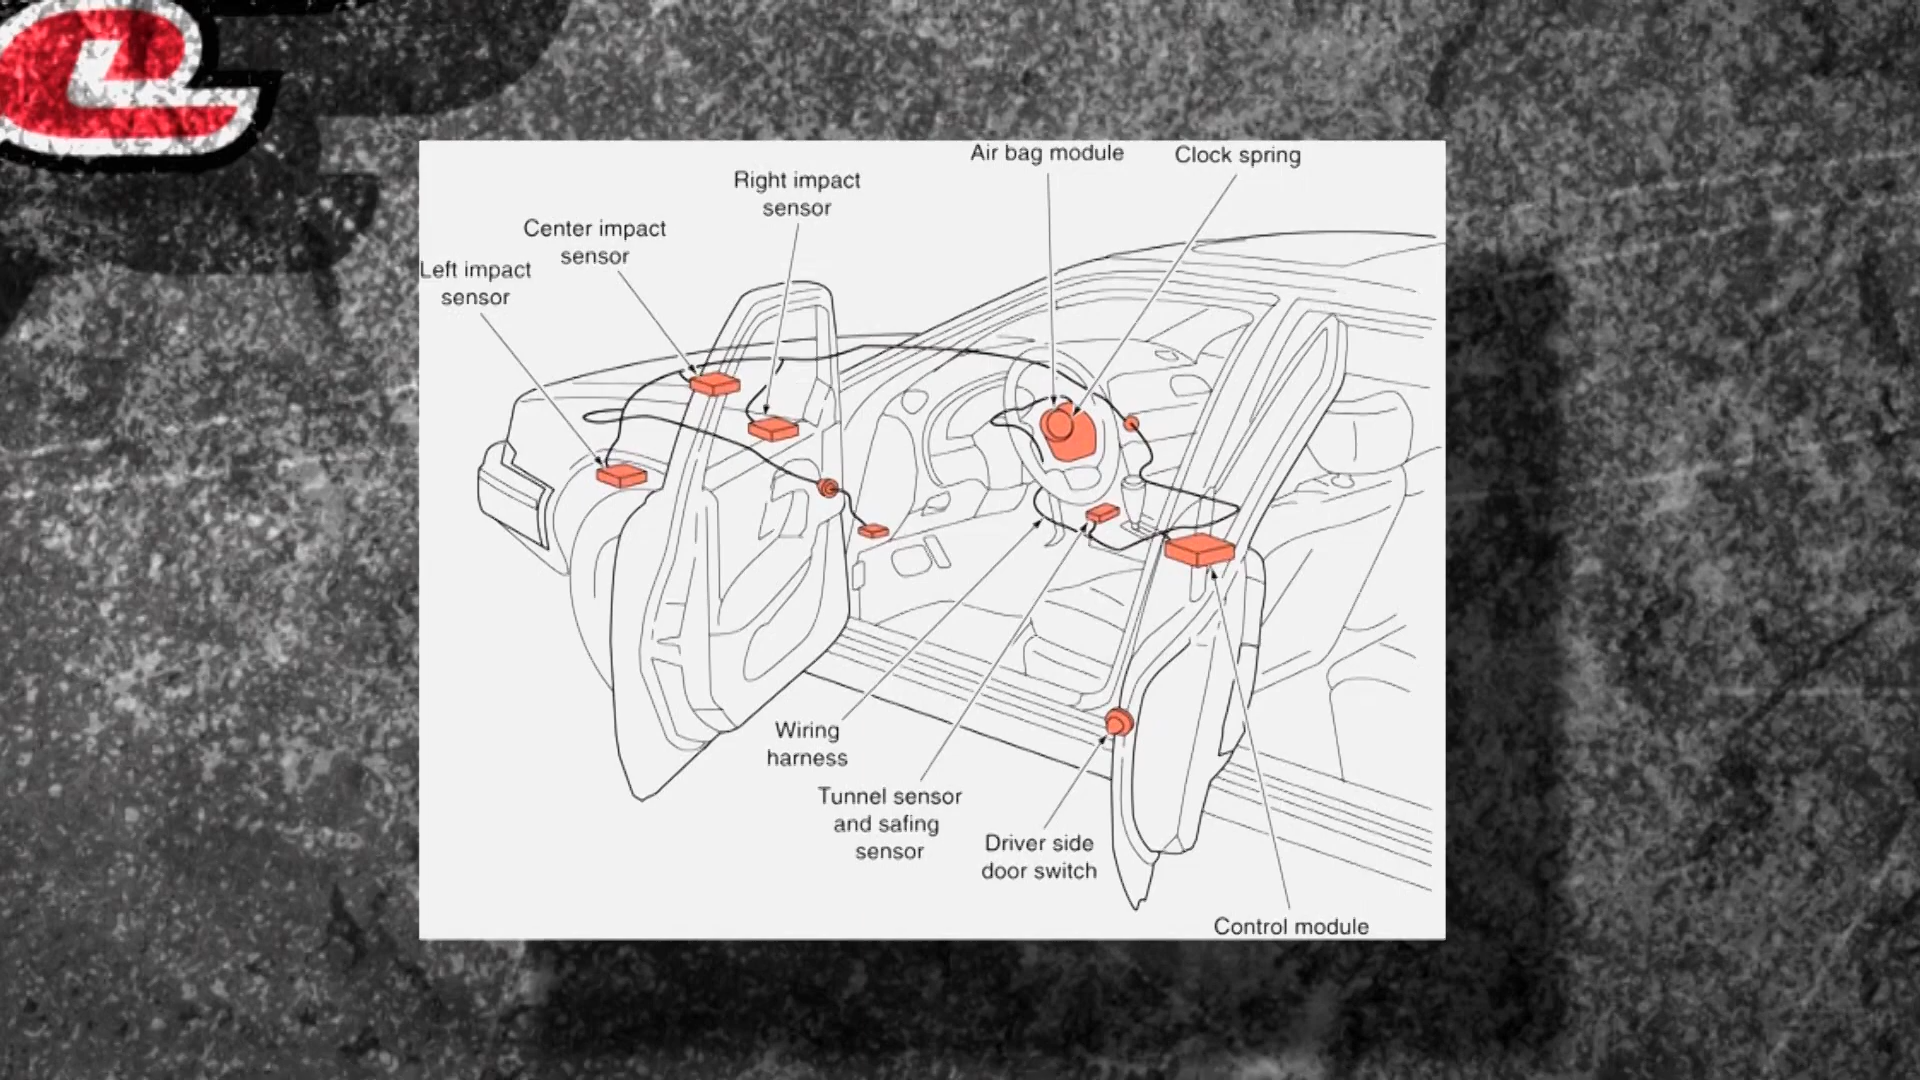 Air bag module
Clock spring
Right impact
sensor
Center impact
sensor
Left impact
sensor
Wiring
harness
Tunnel sensor
and safing
sensor
Driver side
door switch
Control module